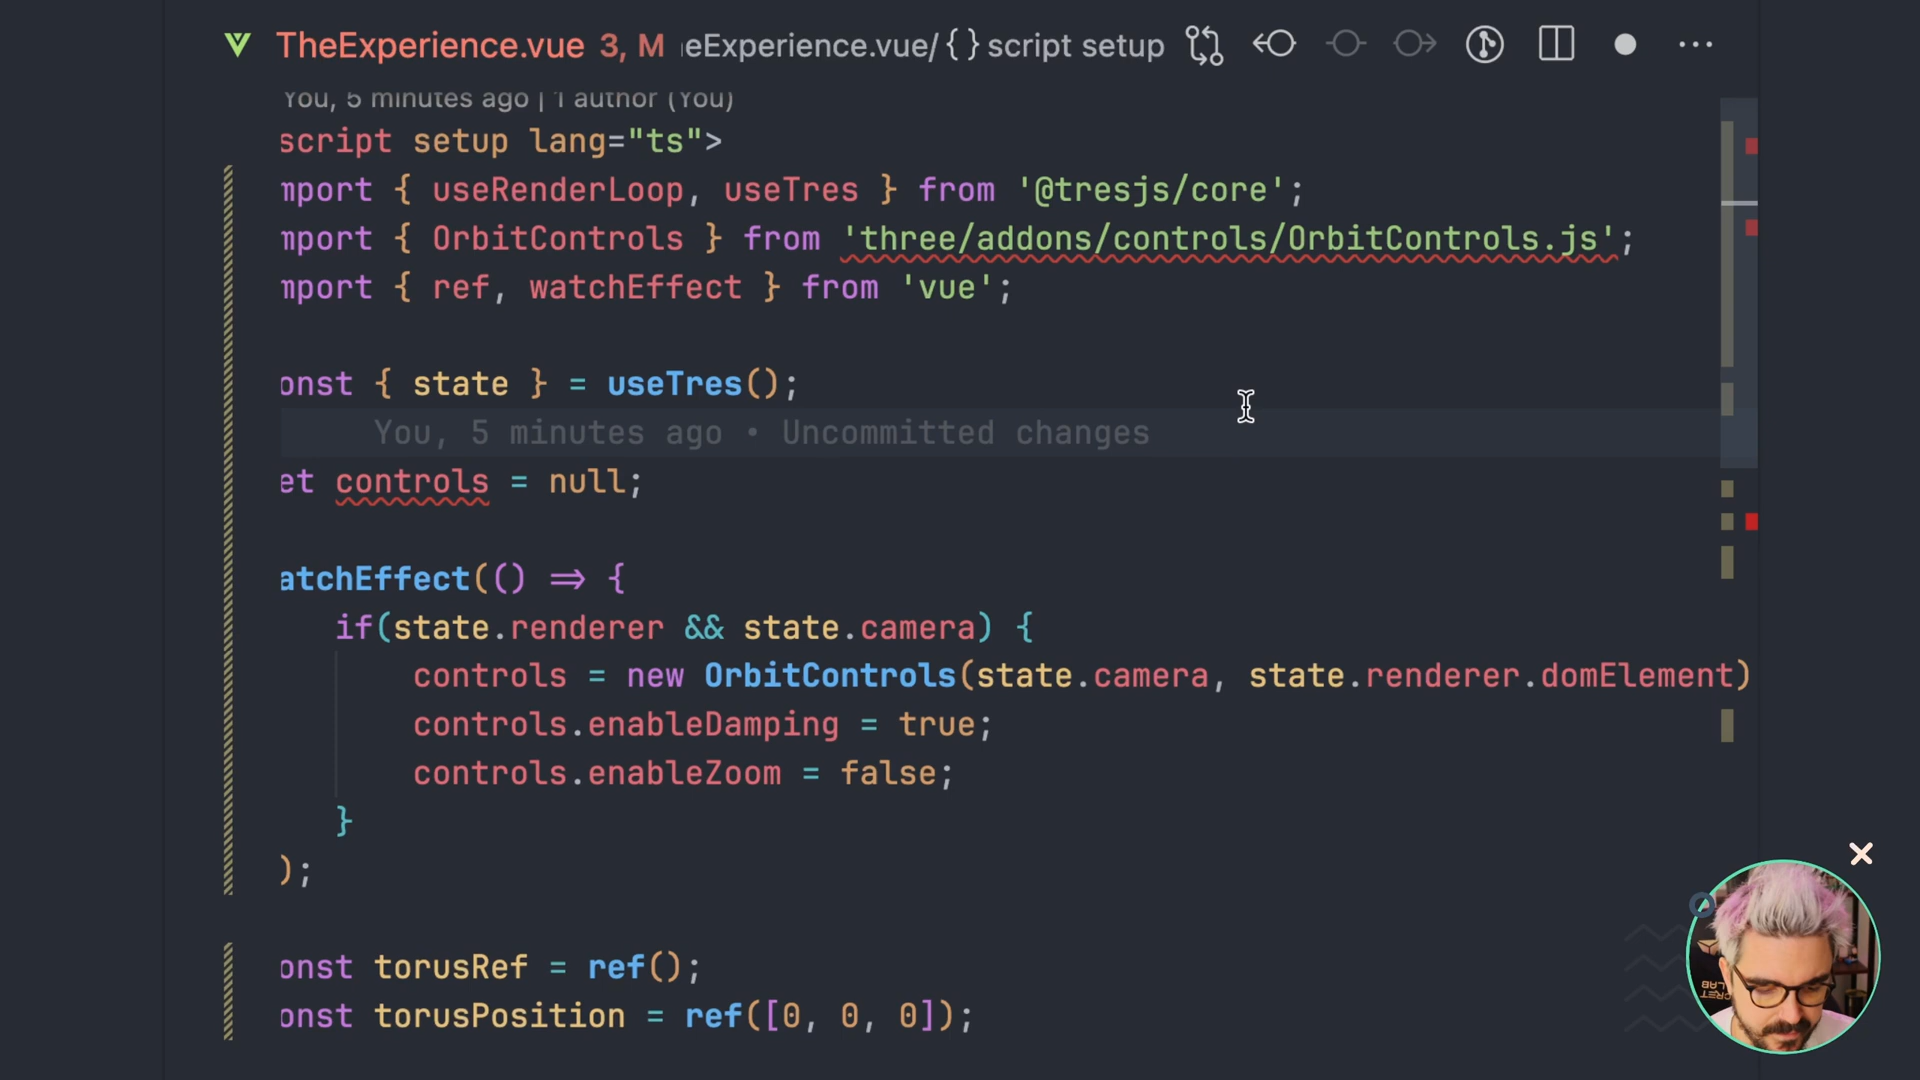 TheExperience.vue 3, M eExperience.vue/ {} script setup
You, 5 minutes ago | 1 author (You)
script setup lang="ts">
mport { useRenderLoop, useTres } from '@tresjs/core';
mport { OrbitControls } from 'three/addons/controls/OrbitControls.js';
mport { ref, watchEffect } from 'vue';
onst { state } = useTres();
You, 5 minutes ago • Uncommitted changes
et controls = null;
atchEffect(() => {
if(state.renderer && state.camera) {
controls = new OrbitControls(state.camera, state.renderer.domElement)
controls.enableDamping = true;
controls.enableZoom = false;
}
);
onst torusRef = ref();
onst torusPosition = ref([0, 0, 0]);